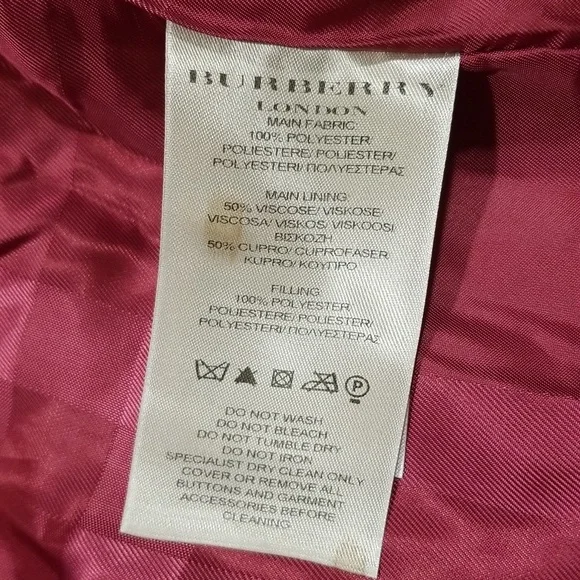 BURBERRY
LONDON
MAIN FABRIC:
100% POLYESTER/
POLIESTERE/ POLIESTER/
POLYESTERI/ ΠΟΛΥΕΣΤΕΡΑΣ
MAIN LINING:
50% VISCOSE/ VISKOSE/
VISCOSA/ VISKOS/ VISKOOSI
ΒΙΣΚΟΖΗ
50% CUPRO/ CUPROFASER
KUPRO/ ΚΟΥΠΡΟ
FILLING:
100% POLYESTER
POLIESTERE/ POLIESTER/
POLYESTERI/ ΠΟΛΥΕΣΤΕΡΑΣ
P
DO NOT WASH
DO NOT BLEACH
DO NOT TUMBLE DRY
DO NOT IRON
SPECIALIST DRY CLEAN ONLY
COVER OR REMOVE ALL
BUTTONS AND GARMENT
ACCESSORIES BEFORE
CLEANING